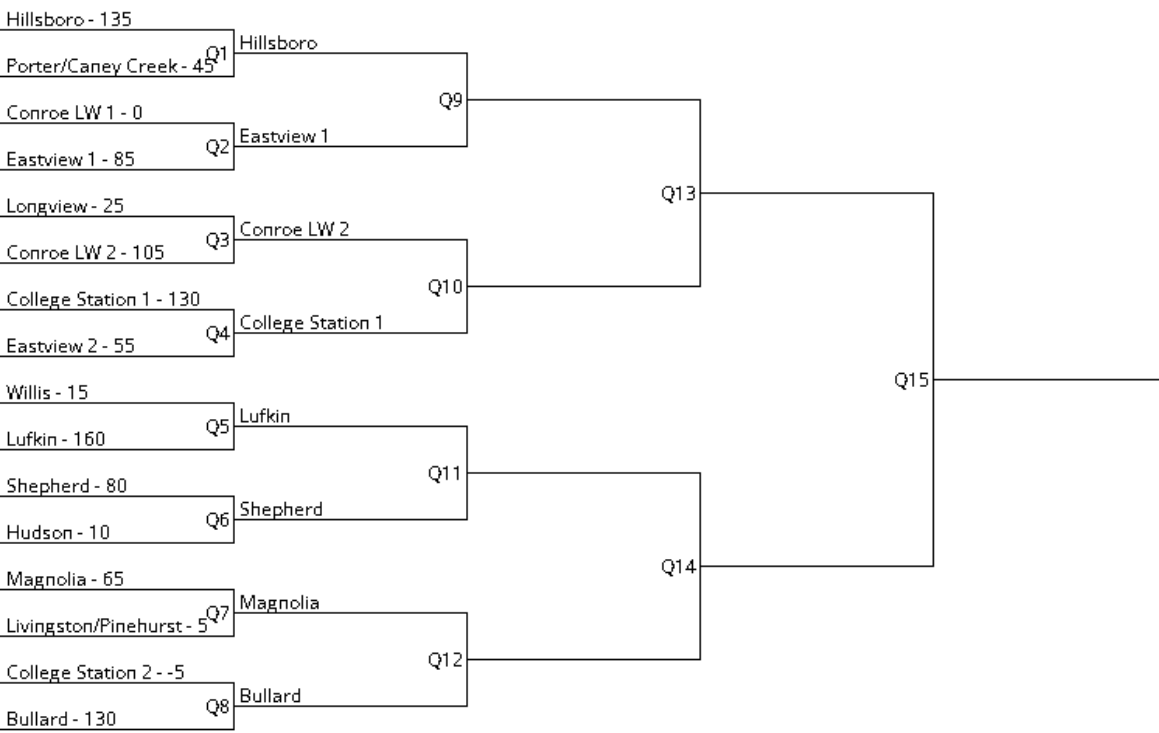 Hillsboro - 135
Q1
Hillsboro
Porter/Caney Creek - 45
Q9
Conroe LW 1 - 0
Q2
Eastview 1
Eastview 1 - 85
Q13
Longview - 25
Q3
Conroe LW 2
Conroe LW 2 - 105
Q10
College Station 1 - 130
Q4
College Station 1
Eastview 2 - 55
Q15
Willis - 15
Q5
Lufkin
Lufkin - 160
Q11
Shepherd - 80
Q6
Shepherd
Hudson - 10
Q14
Magnolia - 65
Q7
Magnolia
Livingston/Pinehurst - 5
Q12
College Station 2 - -5
Q8
Bullard
Bullard - 130